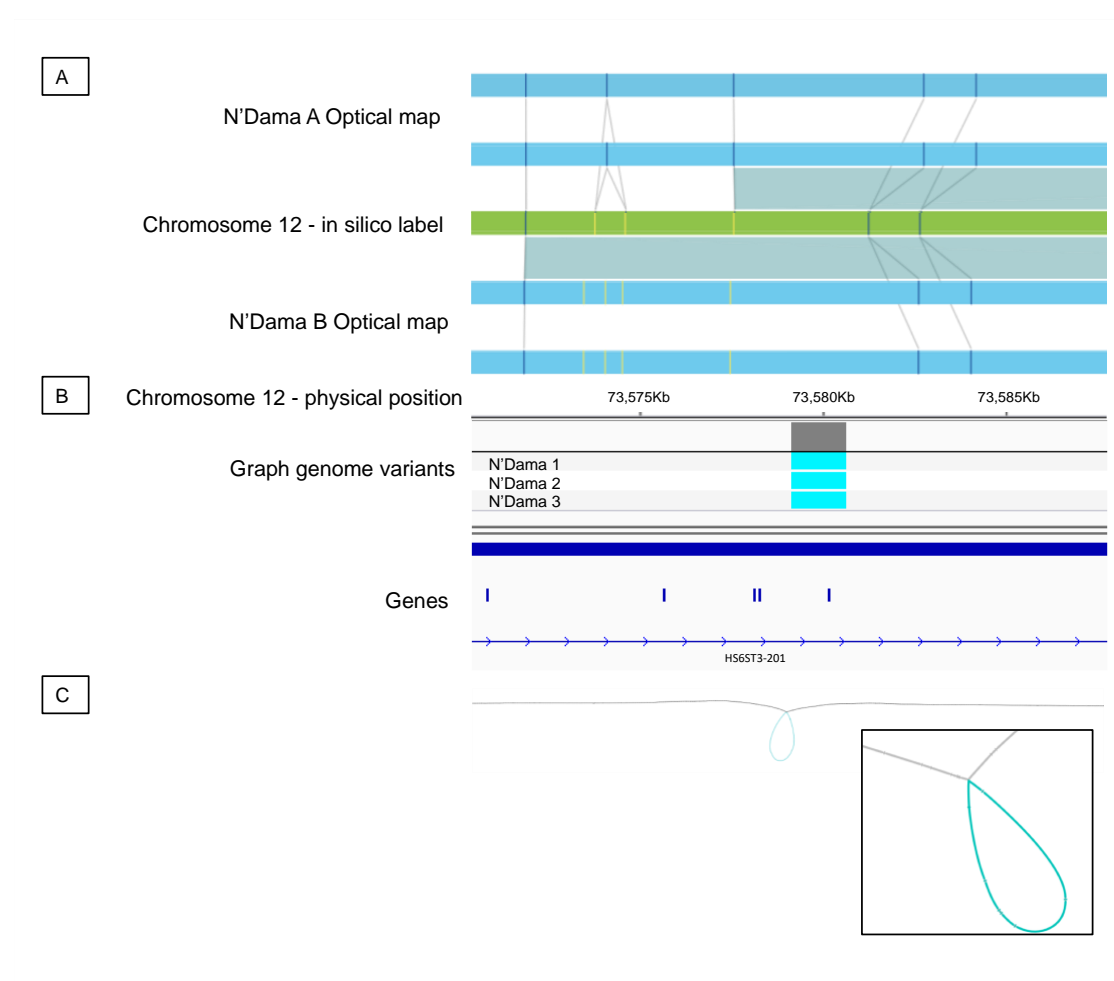 A
N'Dama A Optical map
Chromosome 12 - in silico label
N'Dama B Optical map
B
Chromosome 12 - physical position
73,575Kb 73,580Kb 73,585Kb
Graph genome variants
N'Dama 1
N'Dama 2
N'Dama 3
Genes
HS6ST3-201
C